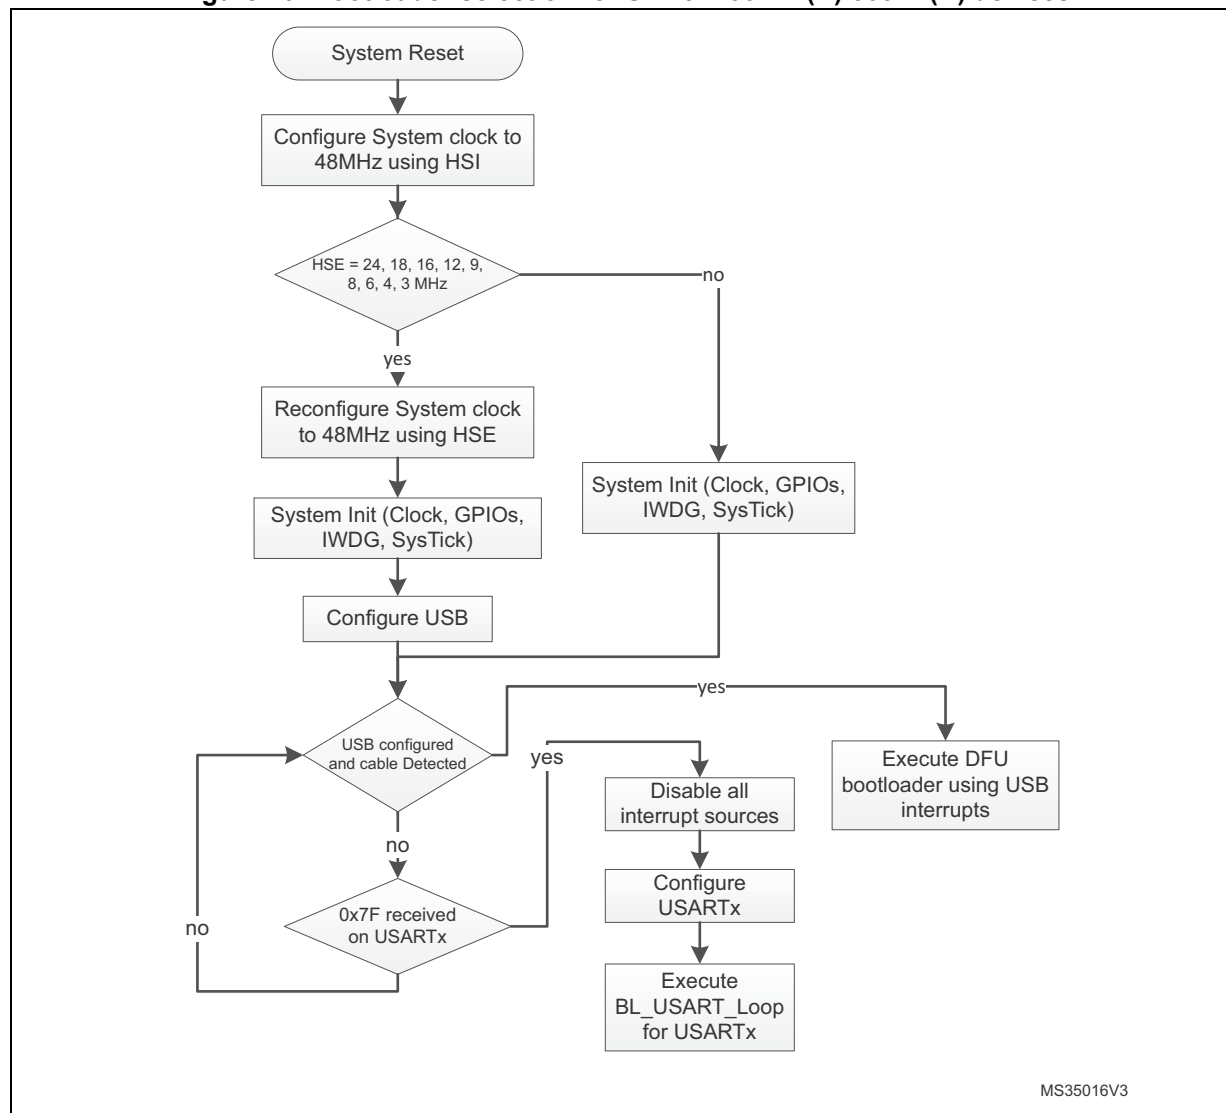 System Reset
Configure System clock to
48MHz using HSI
HSE = 24, 18, 16, 12, 9,
8, 6, 4, 3 MHz
no
yes
Reconfigure System clock
to 48MHz using HSE
System Init (Clock, GPIOs,
IWDG, SysTick)
System Init (Clock, GPIOs,
IWDG, SysTick)
Configure USB
yes
USB configured
and cable Detected
yes
Execute DFU
bootloader using USB
interrupts
Disable all
interrupt sources
no
Configure
USARTx
0x7F received
on USARTx
no
Execute
BL_USART_Loop
for USARTx
MS35016V3